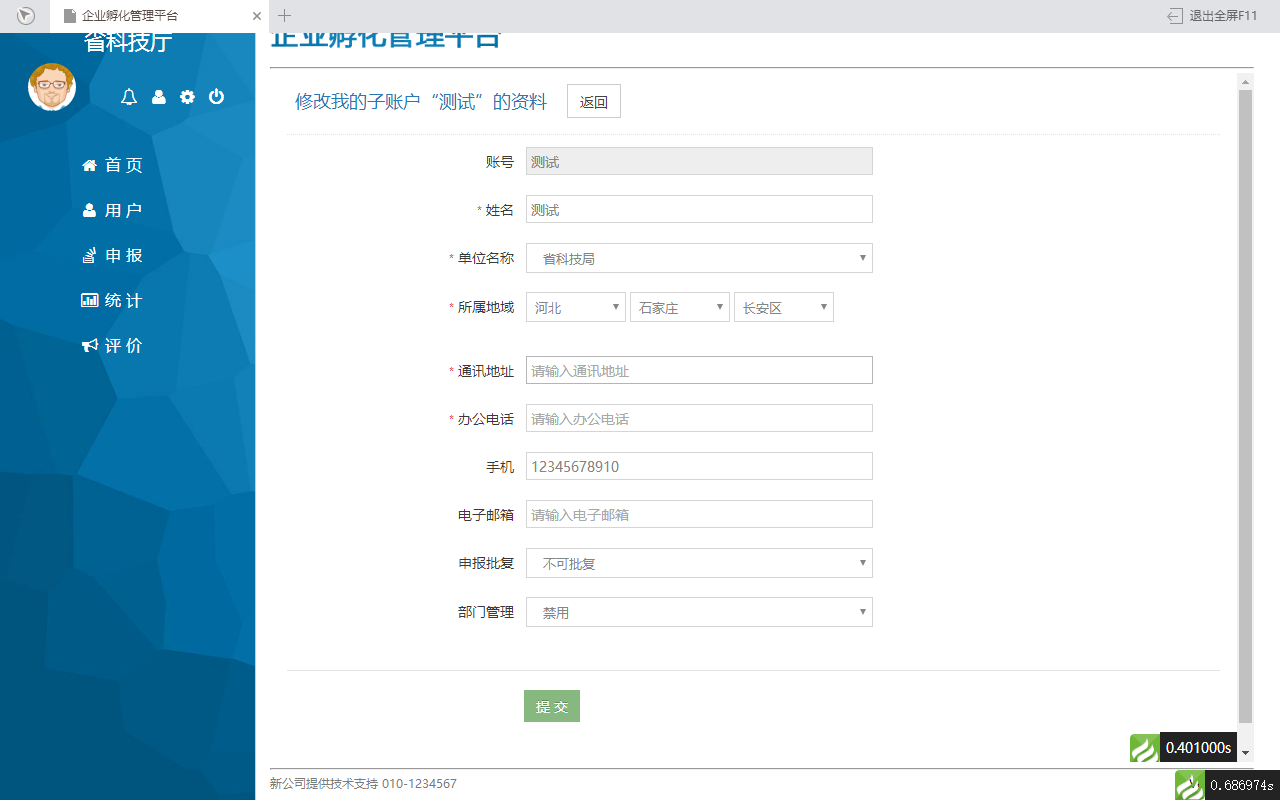 企业孵化管理平台
退出全屏F11
省科技厅
企业孵化管理平台
首 页
用 户
申 报
统 计
评 价
修改我的子账户“测试”的资料
返回
账号 测试
* 姓名 测试
* 单位名称 省科技局
* 所属地域 河北 石家庄 长安区
* 通讯地址 请输入通讯地址
* 办公电话 请输入办公电话
手机 12345678910
电子邮箱 请输入电子邮箱
申报批复 不可批复
部门管理 禁用
提 交
0.401000s
新公司提供技术支持 010-1234567
0.686974s